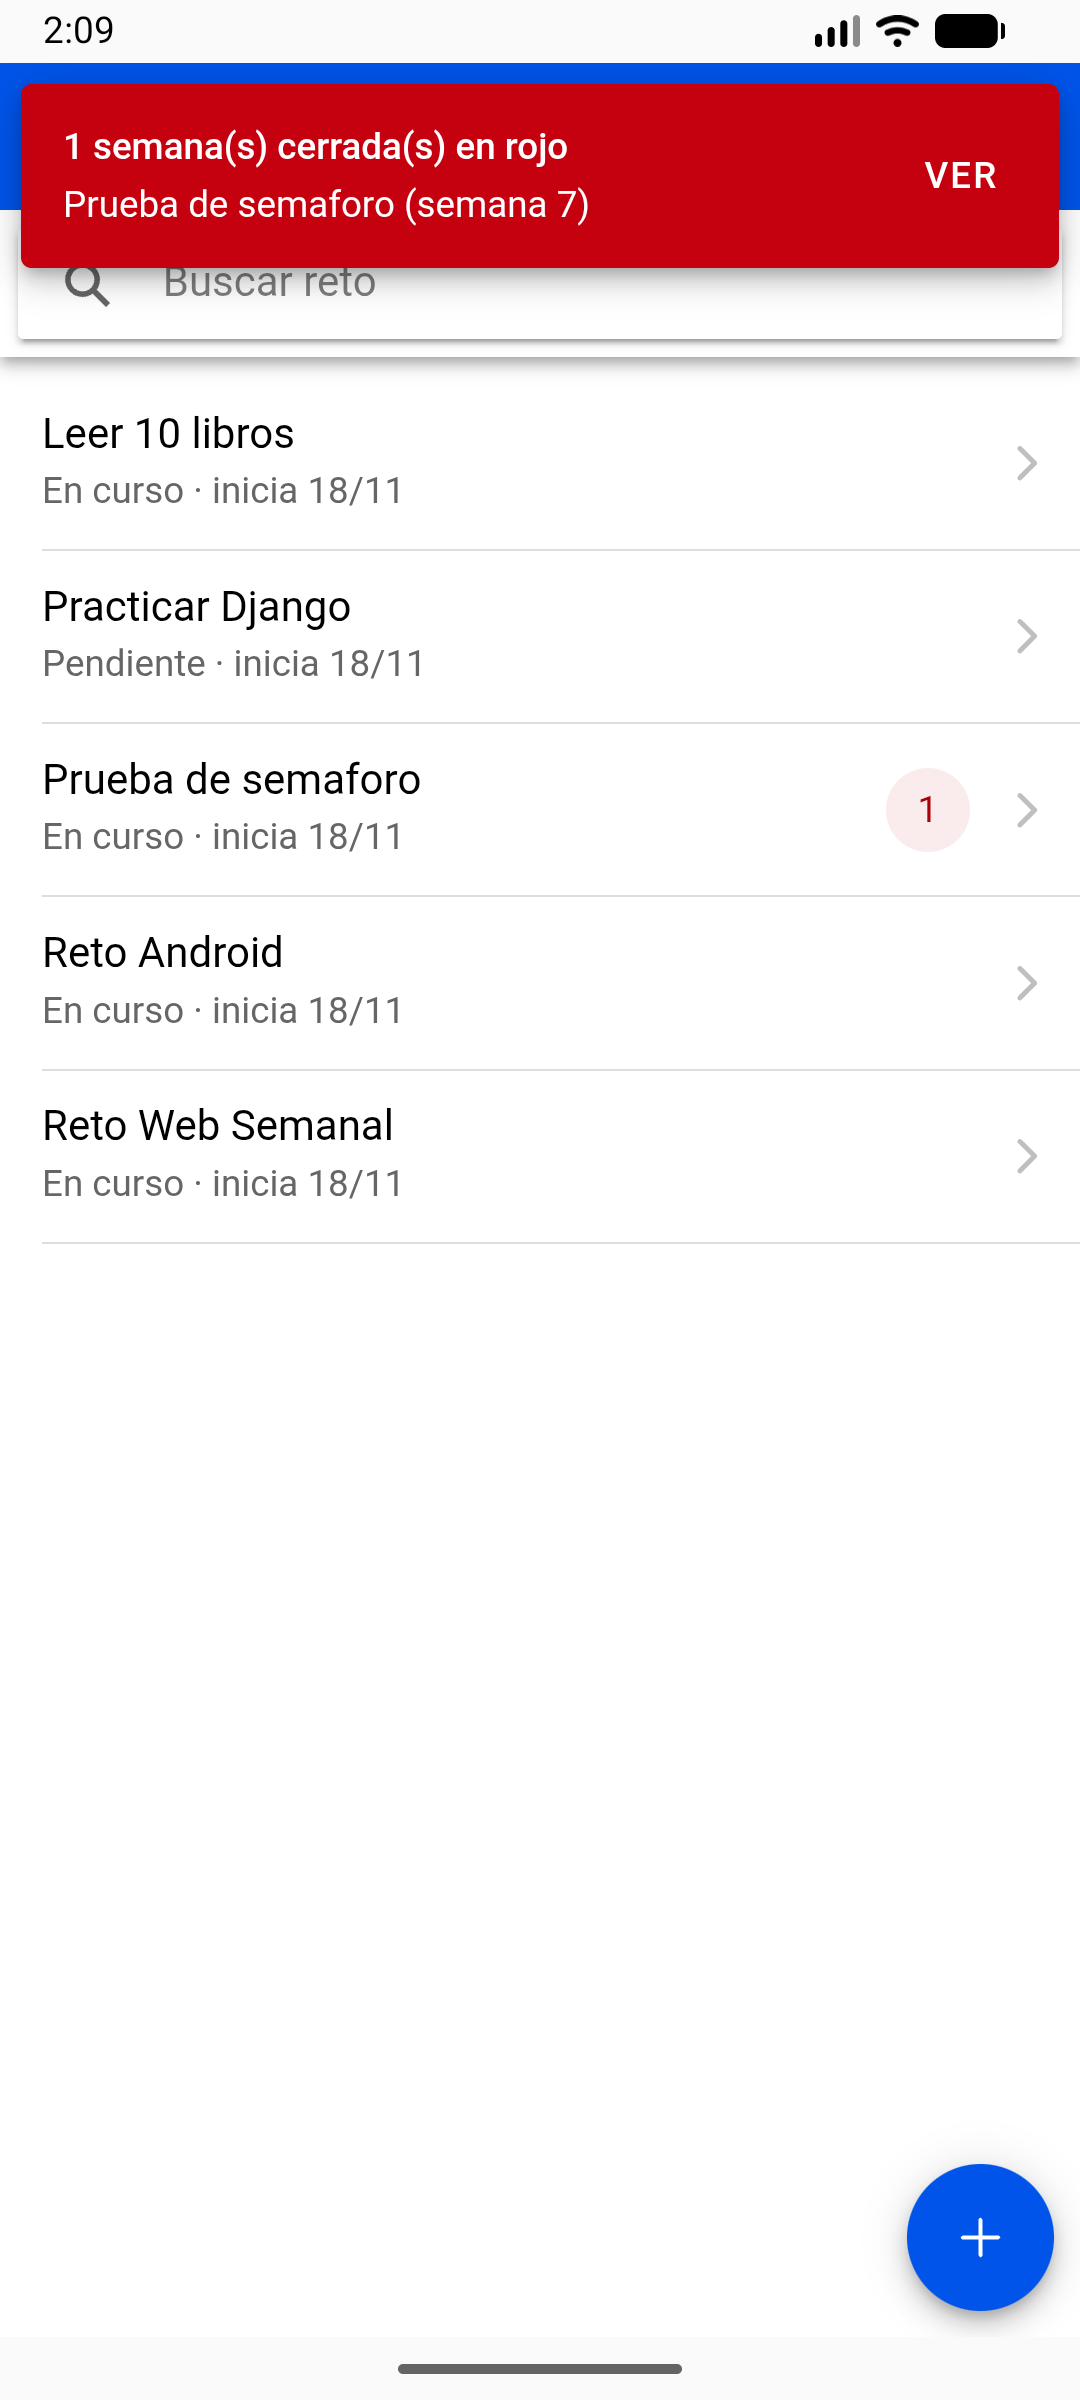 2:09
1 semana(s) cerrada(s) en rojo
Prueba de semaforo (semana 7)
VER
Buscar reto
Leer 10 libros
En curso · inicia 18/11
Practicar Django
Pendiente · inicia 18/11
Prueba de semaforo
En curso · inicia 18/11
1
Reto Android
En curso · inicia 18/11
Reto Web Semanal
En curso · inicia 18/11